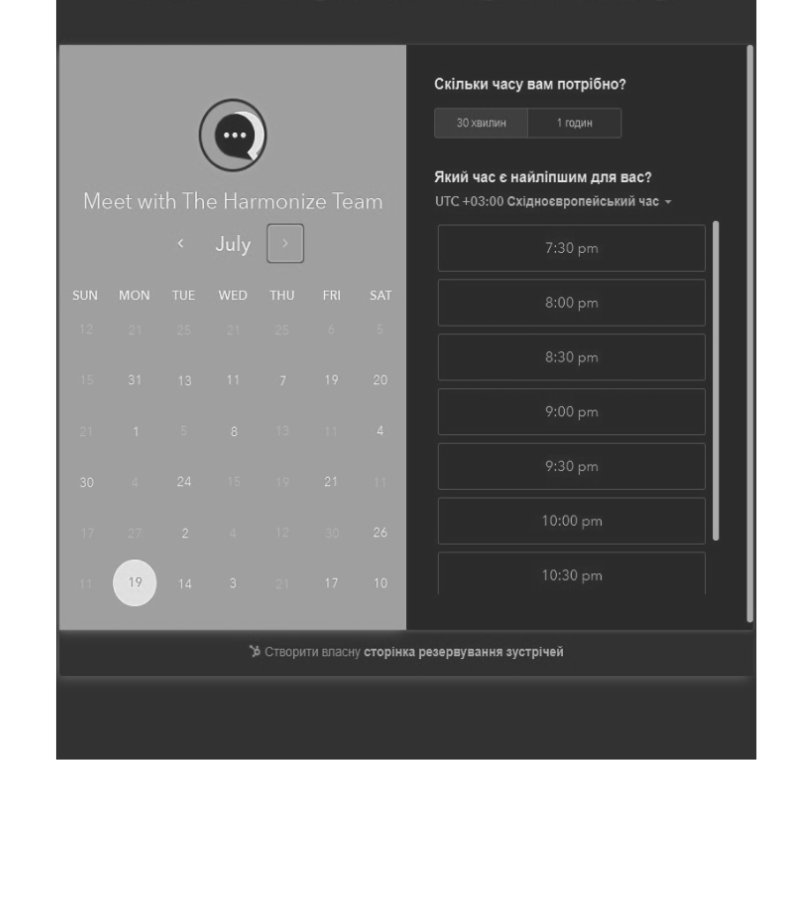 Meet with The Harmonize Team
July
SUN MON TUE WED THU FRI SAT
12 21 25 21 25 6 5
15 31 13 11 7 19 20
21 1 5 8 13 11 4
30 4 24 15 19 21 11
17 27 2 4 12 30 26
11 19 14 3 21 17 10
Скільки часу вам потрібно?
30 хвилин 1 годин
Який час є найліпшим для вас?
UTC +03:00 Східноєвропейський час
7:30 pm
8:00 pm
8:30 pm
9:00 pm
9:30 pm
10:00 pm
10:30 pm
Створити власну сторінка резервування зустрічей